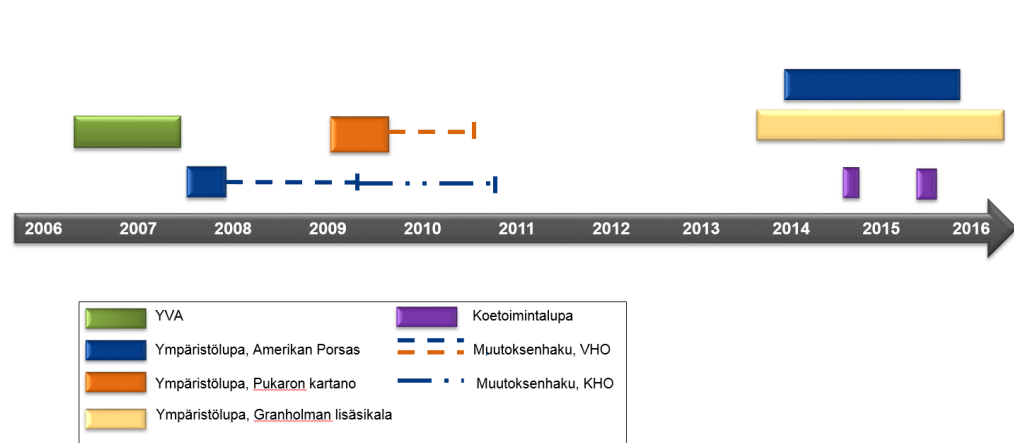 2006 2007 2008 2009 2010 2011 2012 2013 2014 2015 2016
YVA
Ympäristölupa, Amerikan Porsas
Ympäristölupa, Pukaron kartano
Ympäristölupa, Granholman lisäsikala
Koetoimintalupa
Muutoksenhaku, VHO
Muutoksenhaku, KHO